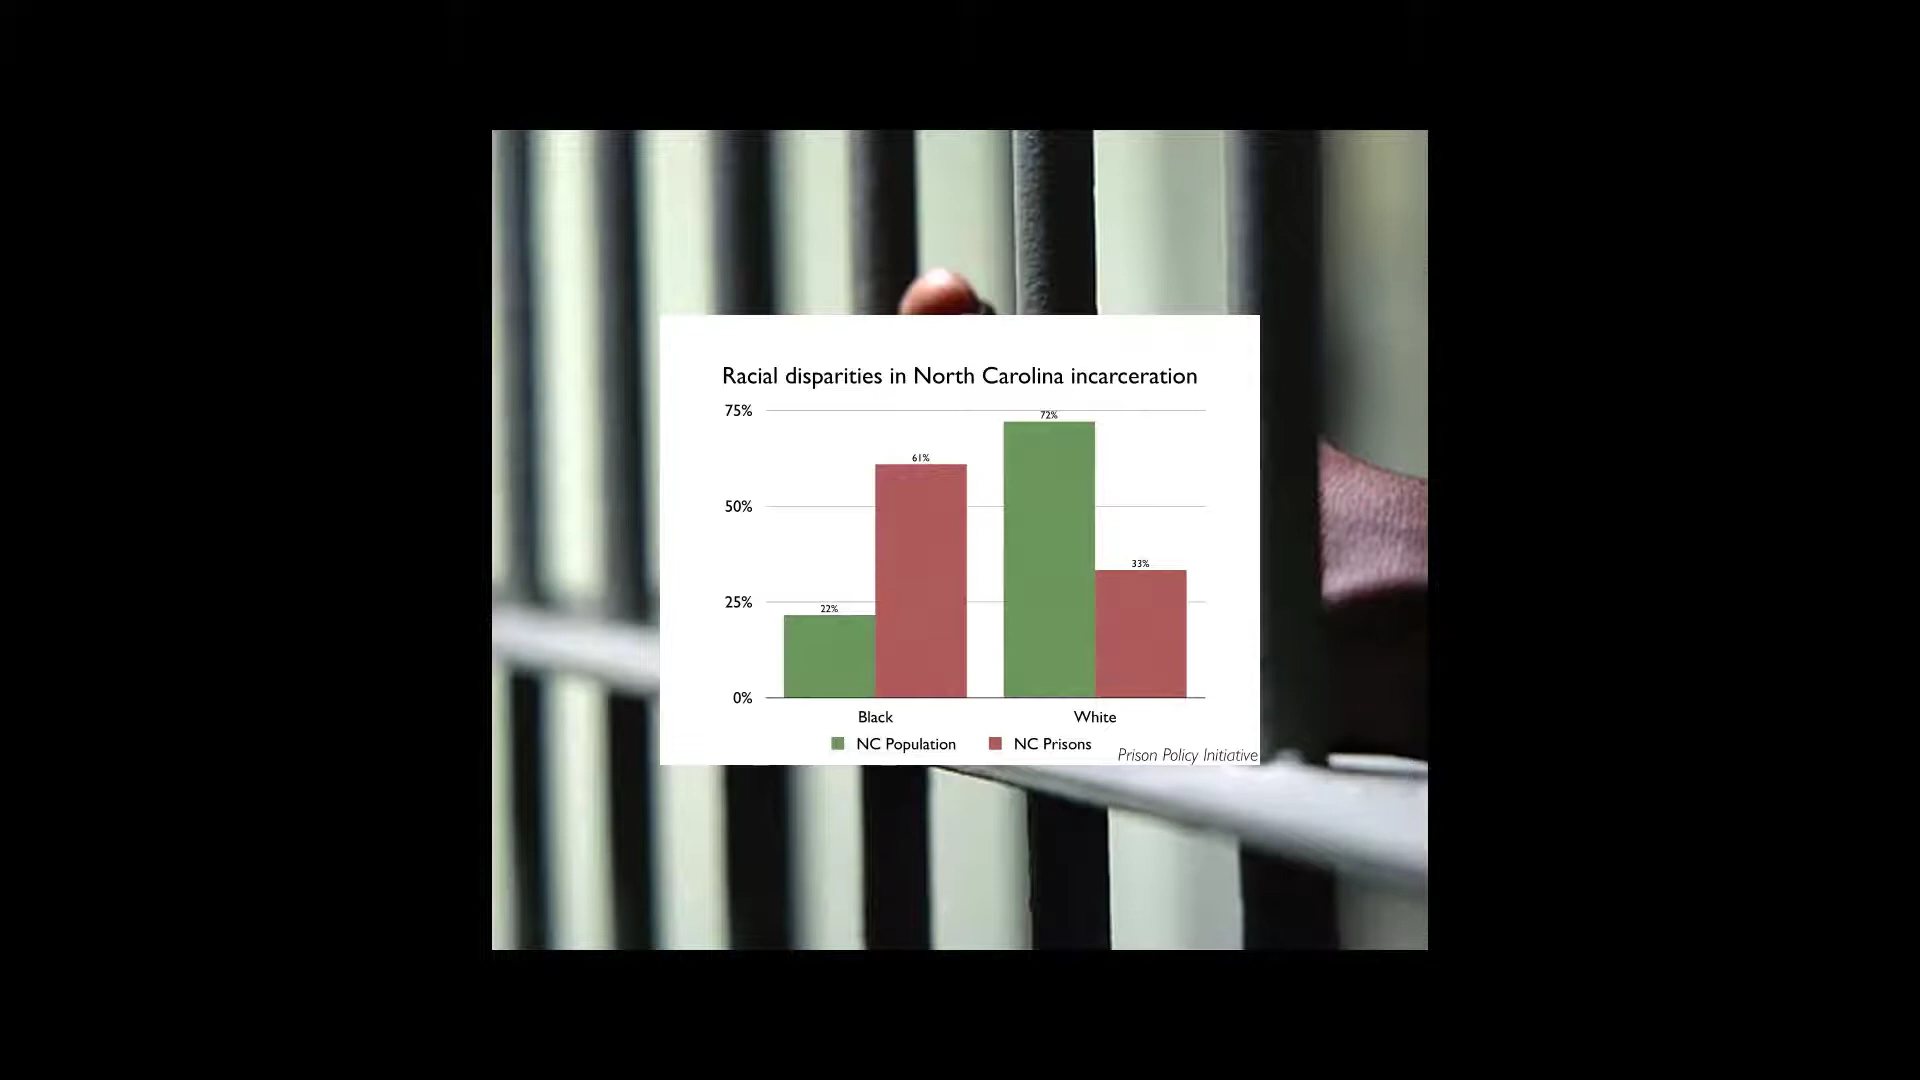 Racial disparities in North Carolina incarceration
75%
72%
61%
50%
33%
25%
22%
0%
Black White
NC Population NC Prisons
Prison Policy Initiative